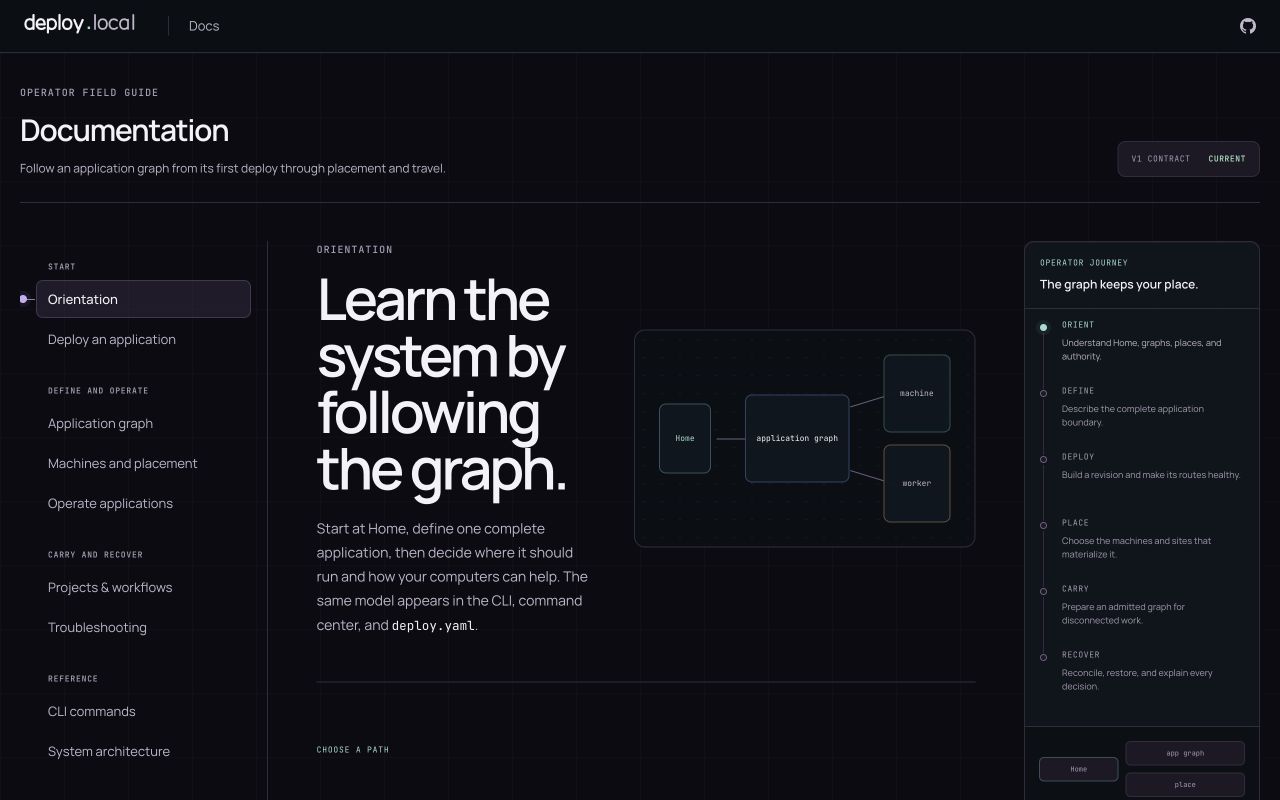 deploy.local
Docs
OPERATOR FIELD GUIDE
Documentation
Follow an application graph from its first deploy through placement and travel.
V1 CONTRACT CURRENT
START
Orientation
Deploy an application
DEFINE AND OPERATE
Application graph
Machines and placement
Operate applications
CARRY AND RECOVER
Projects & workflows
Troubleshooting
REFERENCE
CLI commands
System architecture
ORIENTATION
Learn the
system by
following
the graph.
Start at Home, define one complete
application, then decide where it should
run and how your computers can help. The
same model appears in the CLI, command
center, and deploy.yaml.
Home
application graph
machine
worker
CHOOSE A PATH
OPERATOR JOURNEY
The graph keeps your place.
ORIENT
Understand Home, graphs, places, and
authority.
DEFINE
Describe the complete application
boundary.
DEPLOY
Build a revision and make its routes healthy.
PLACE
Choose the machines and sites that
materialize it.
CARRY
Prepare an admitted graph for
disconnected work.
RECOVER
Reconcile, restore, and explain every
decision.
Home
app graph
place